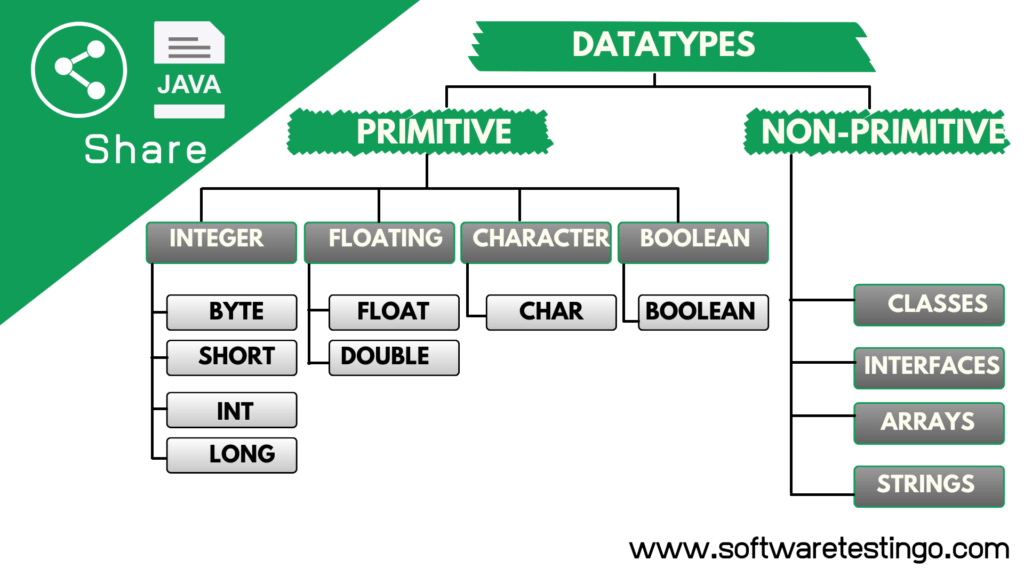 JAVA
Share
DATATYPES
PRIMITIVE
NON-PRIMITIVE
INTEGER
FLOATING
CHARACTER
BOOLEAN
BYTE
SHORT
INT
LONG
FLOAT
DOUBLE
CHAR
BOOLEAN
CLASSES
INTERFACES
ARRAYS
STRINGS
www.softwaretestingo.com